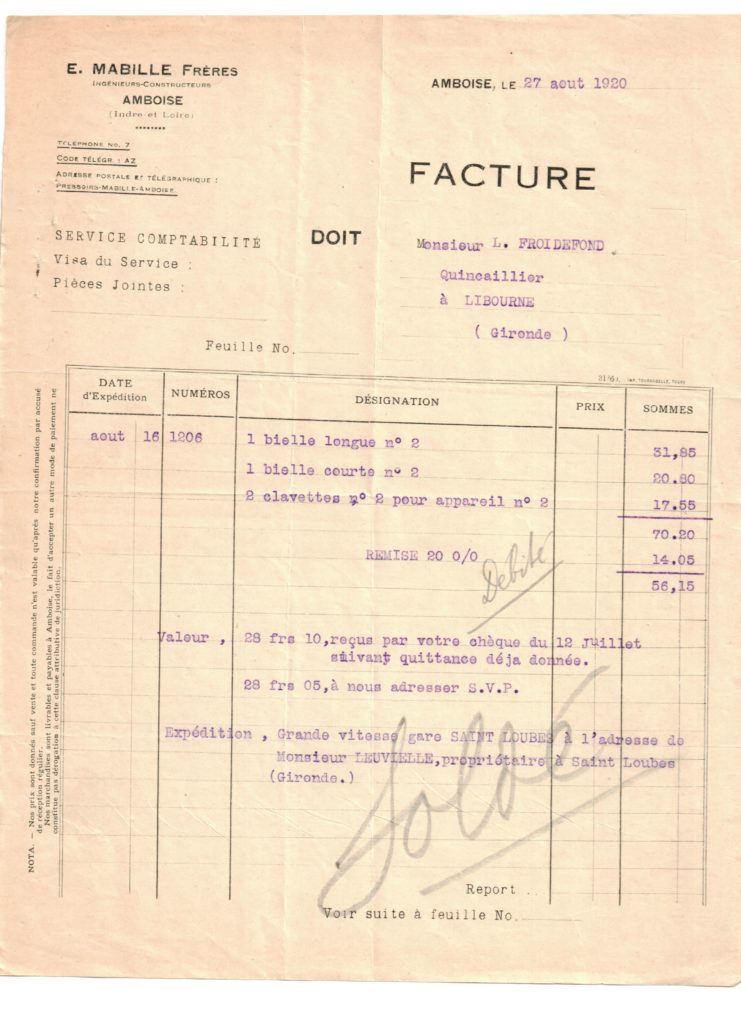 E. MABILLE FRÈRES
INGÉNIEURS-CONSTRUCTEURS
AMBOISE
(Indre-et-Loire)
TÉLÉPHONE NO. 7
CODE TÉLÉGR. : AZ
ADRESSE POSTALE ET TÉLÉGRAPHIQUE :
PRESSOIRS-MABILLE-AMBOISE
AMBOISE, LE 27 aout 1920
FACTURE
SERVICE COMPTABILITÉ
Visa du Service :
Pièces Jointes :
DOIT
Monsieur L. FROIDEFOND
Quincaillier
à LIBOURNE
( Gironde )
Feuille No.
IMP. TOURANGELLE, TOURS
DATE d'Expédition NUMÉROS DÉSIGNATION PRIX SOMMES
aout 16 1206 1 bielle longue n° 2 31,85
1 bielle courte n° 2 20.80
2 clavettes n° 2 pour appareil n° 2 17.55
70.20
REMISE 20 0/0 14.05
56,15
Debité
Valeur , 28 frs 10,reçus par votre chèque du 12 Juillet
suivant quittance déja donnée.
28 frs 05,à nous adresser S.V.P.
Expédition , Grande vitesse gare SAINT LOUBES à l'adresse de
Monsieur LEUVIELLE,propriétaire à Saint Loubes
(Gironde.)
Soldé
Report
Voir suite à feuille No.
NOTA. — Nos prix sont donnés sauf vente et toute commande n'est valable qu'après notre confirmation par accusé
de réception régulier.
Nos marchandises sont livrables et payables à Amboise, le fait d'accepter un autre mode de paiement ne
constitue pas dérogation à cette clause attributive de juridiction.